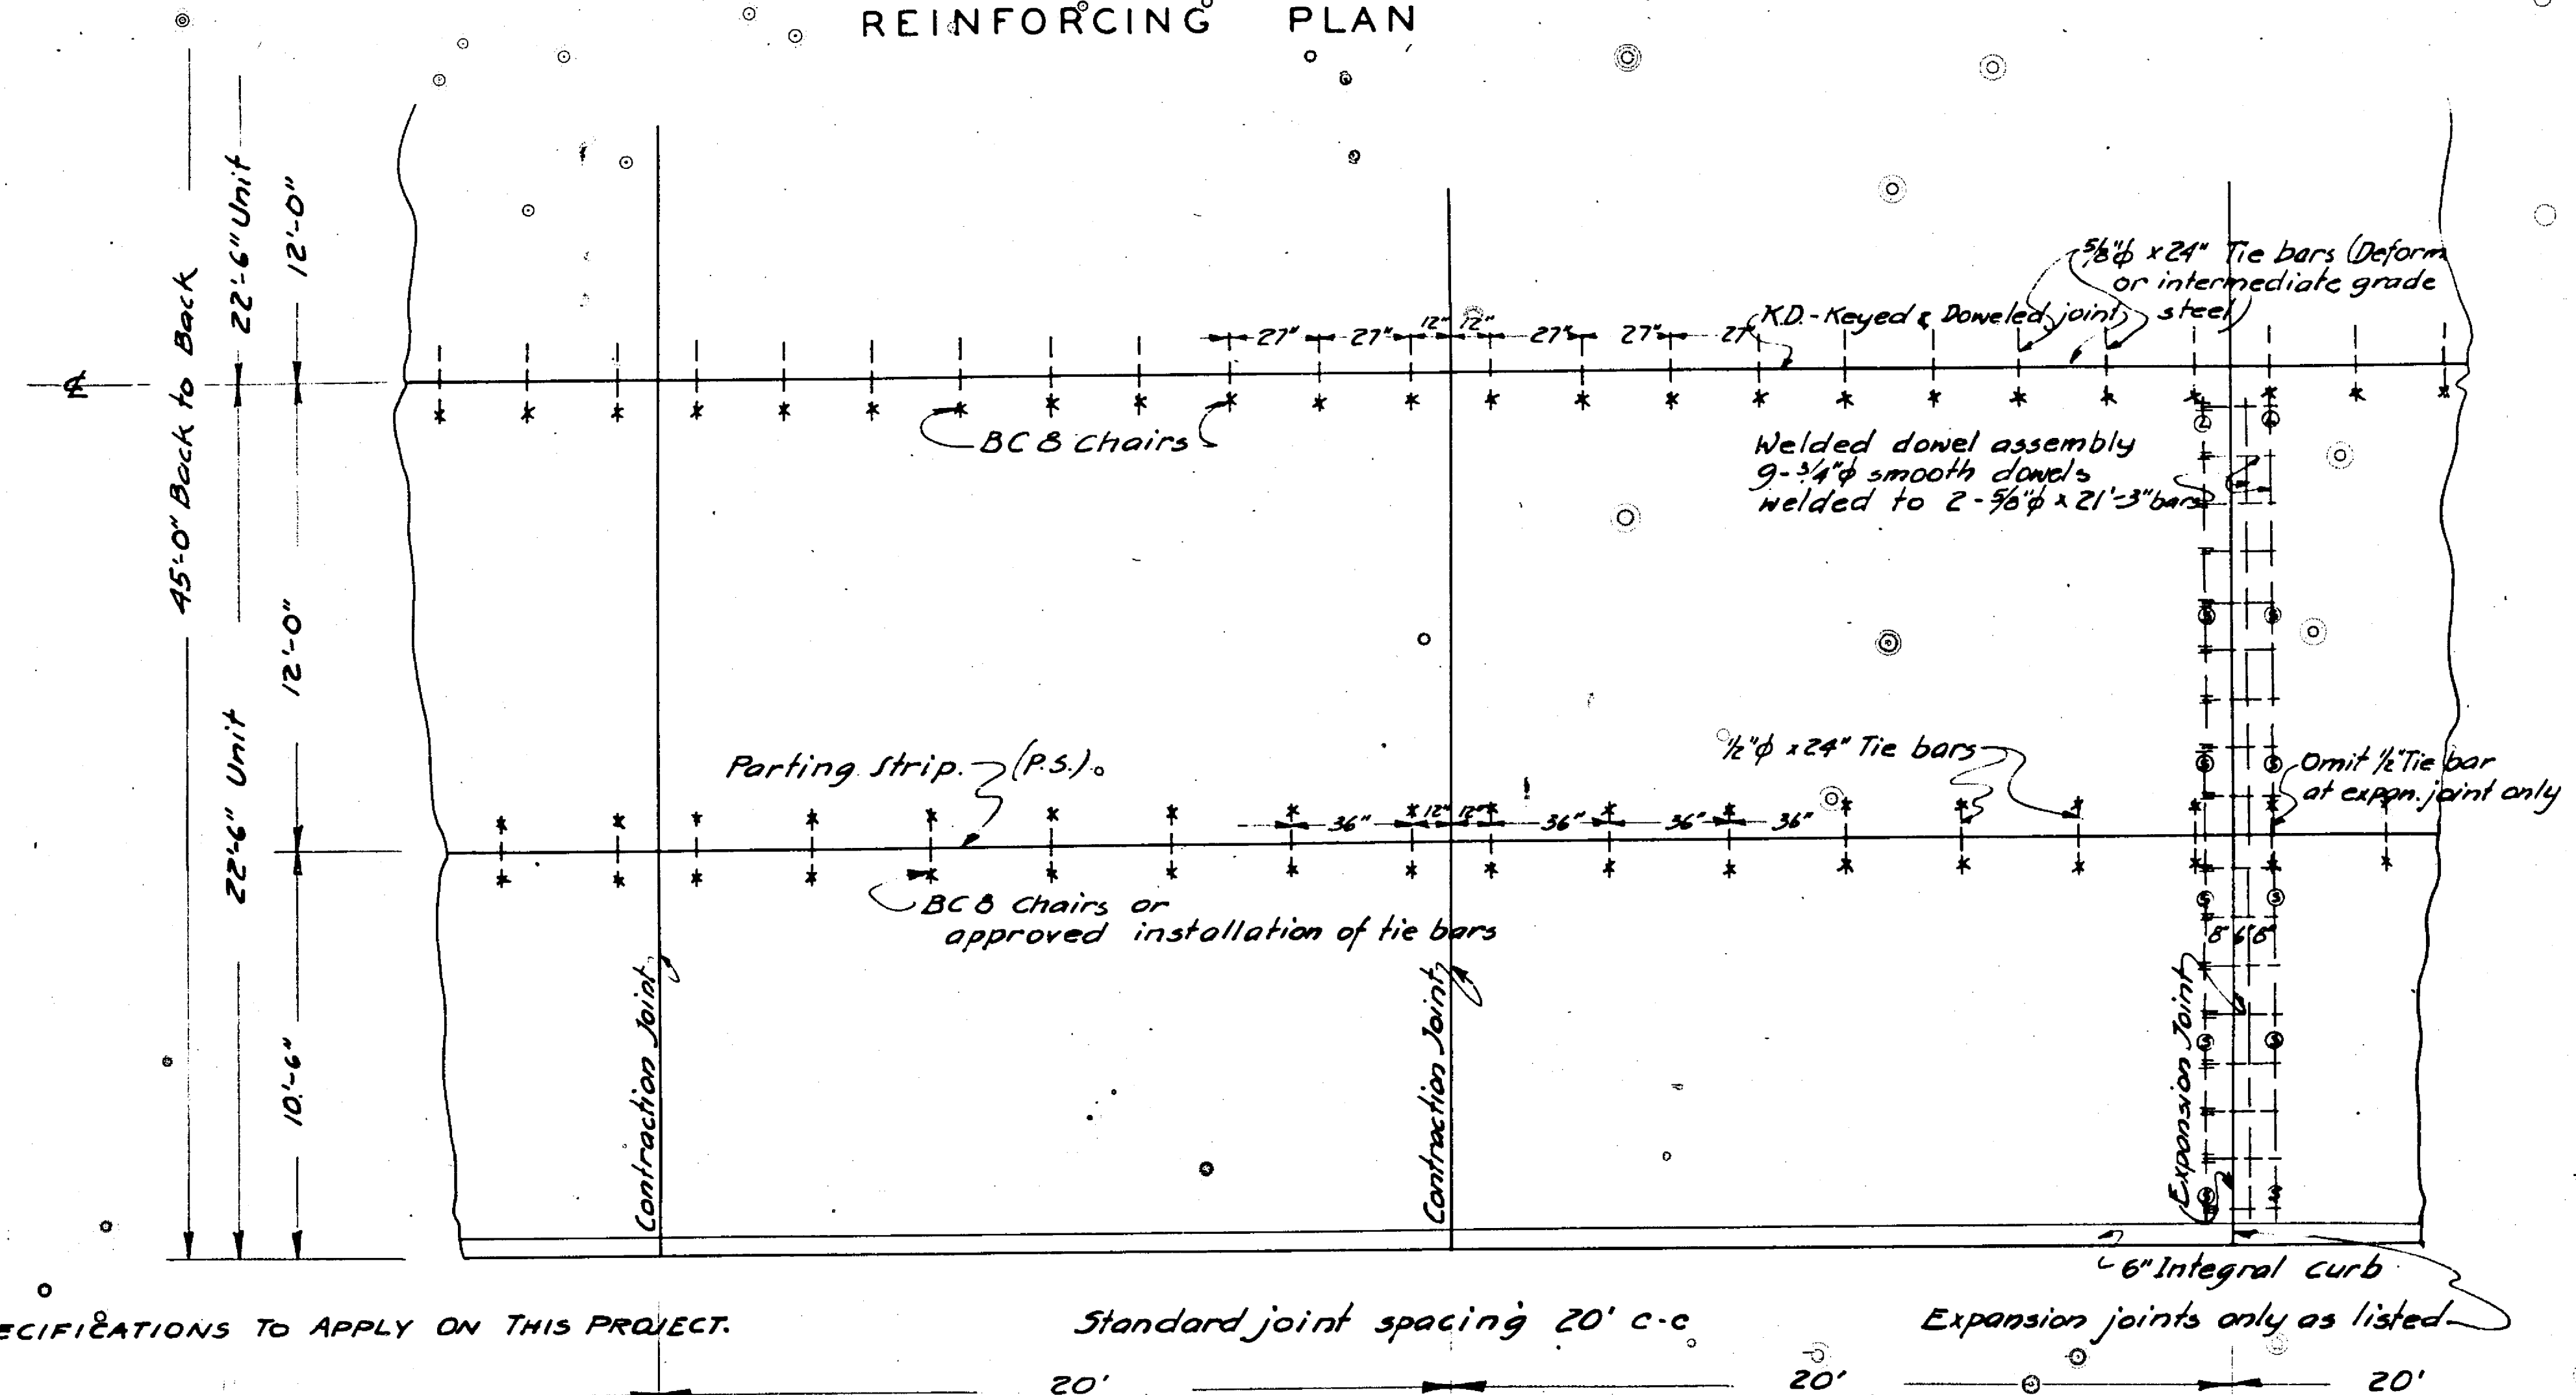 REINFORCING PLAN
45'-0" Back to Back
22'-6" Unit
12'-0"
℄
5/8"φ x 24" Tie bars (Deform
or intermediate grade
steel)
K.D.-Keyed & Doweled joint
27" 27" 12" 12" 27" 27" 27"
BC 8 Chairs
Welded dowel assembly
9-3/4"φ smooth dowels
welded to 2-5/8"φ x 21'-3" bars
22'-6" Unit
12'-0"
Parting Strip. (P.S.).
1/2"φ x 24" Tie bars
Omit 1/2" Tie bar
at expan. joint only
36" 12" 12" 36" 36" 36"
BC 8 Chairs or
approved installation of tie bars
8" 6" 8"
10'-6"
Contraction Joint
Contraction Joint
Expansion Joint
6" Integral curb
ECIFICATIONS TO APPLY ON THIS PROJECT.
Standard joint spacing 20' c-c
Expansion joints only as listed
20' 20' 20'